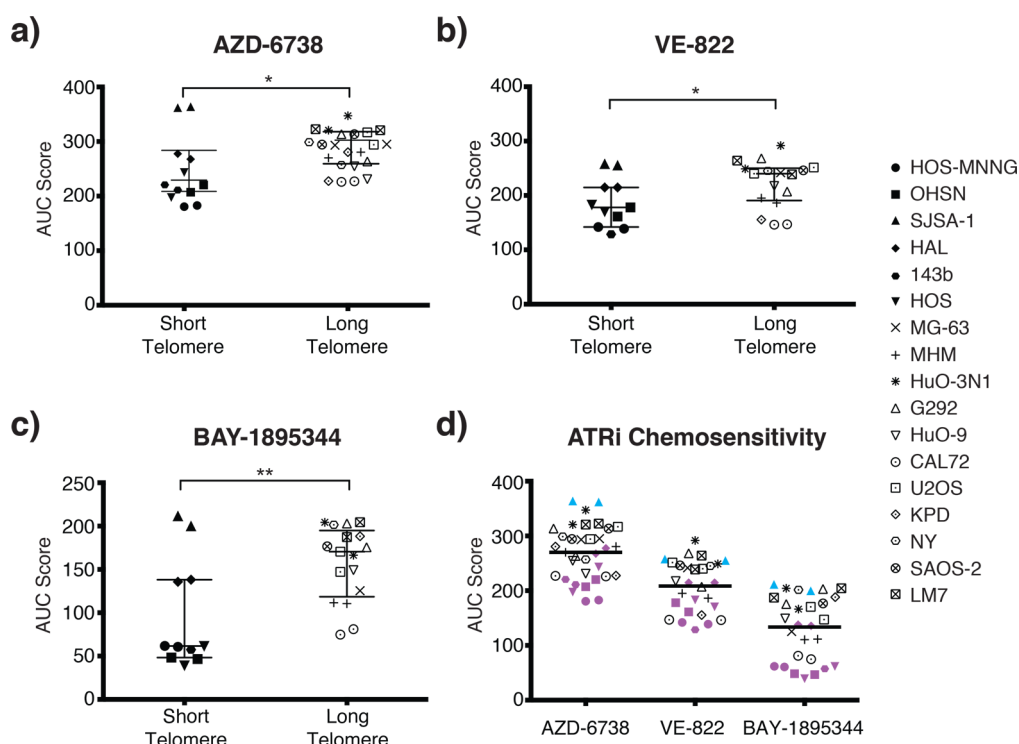 a)
AZD-6738
*
400
300
200
100
0
AUC Score
Short
Telomere
Long
Telomere
b)
VE-822
*
400
300
200
100
0
AUC Score
Short
Telomere
Long
Telomere
HOS-MNNG
OHSN
SJSA-1
HAL
143b
HOS
MG-63
MHM
HuO-3N1
G292
HuO-9
CAL72
U2OS
KPD
NY
SAOS-2
LM7
c)
BAY-1895344
**
250
200
150
100
50
0
AUC Score
Short
Telomere
Long
Telomere
d)
ATRi Chemosensitivity
400
300
200
100
0
AUC Score
AZD-6738 VE-822 BAY-1895344